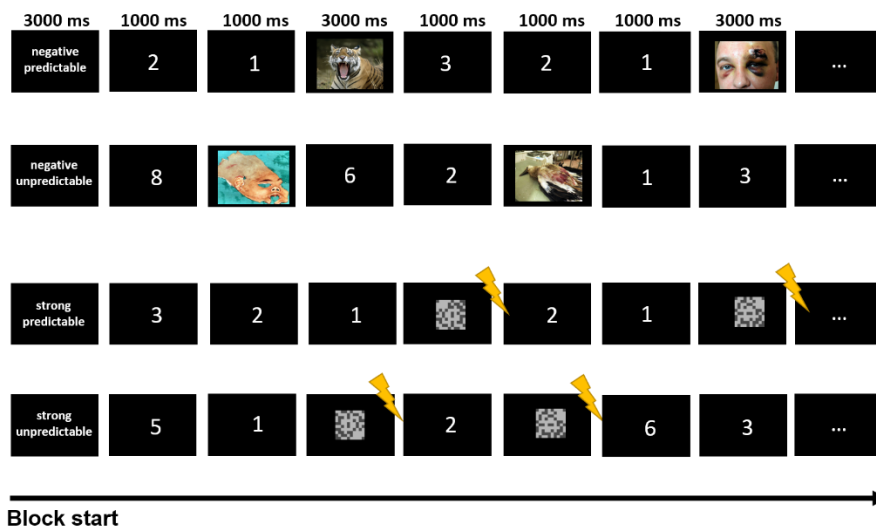 3000 ms 1000 ms 1000 ms 3000 ms 1000 ms 1000 ms 1000 ms 3000 ms
negative
predictable
2 1 3 2 1 ...
negative
unpredictable
8 6 2 1 3 ...
strong
predictable
3 2 1 2 1 ...
strong
unpredictable
5 1 2 6 3 ...
Block start